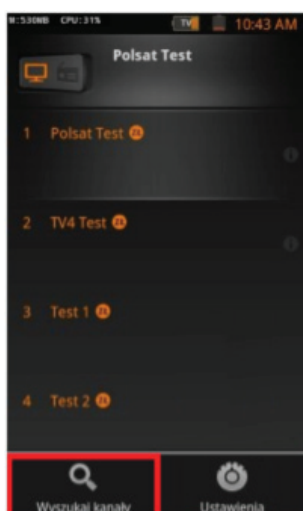 M:530MB CPU:31% TV 10:43 AM
Polsat Test
1 Polsat Test
2 TV4 Test
3 Test 1
4 Test 2
Wyszukaj kanały
Ustawienia